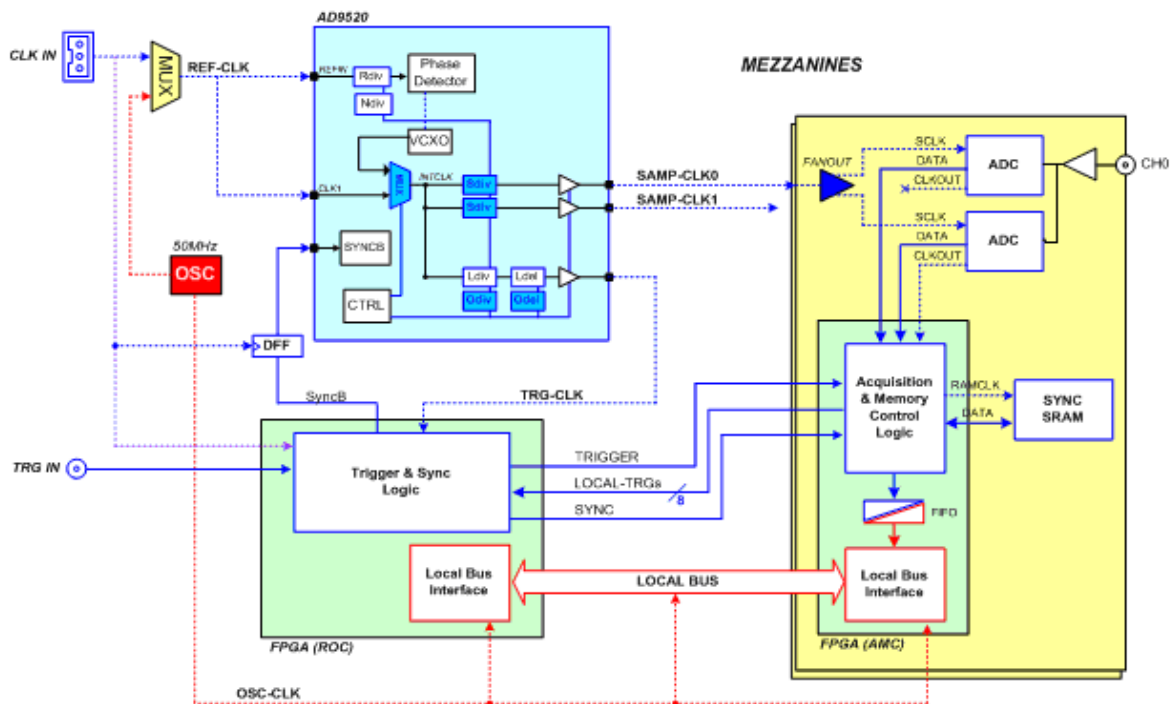 AD9520
CLK IN
MUX
REF-CLK
REFIN
Rdiv
Phase
Detector
Ndiv
VCXO
MUX
INTCLK
CLK1
Sdiv
Sdiv
SYNCB
CTRL
Ldiv
Ldel
Odiv
Odel
SAMP-CLK0
SAMP-CLK1
MEZZANINES
FANOUT
SCLK
DATA
CLKOUT
ADC
CH0
SCLK
DATA
CLKOUT
ADC
50MHz
OSC
DFF
SyncB
TRG-CLK
TRG IN
Trigger & Sync
Logic
TRIGGER
LOCAL-TRGs
8
SYNC
Acquisition
& Memory
Control
Logic
RAMCLK
DATA
SYNC
SRAM
FIFO
Local Bus
Interface
LOCAL BUS
Local Bus
Interface
FPGA (ROC)
FPGA (AMC)
OSC-CLK